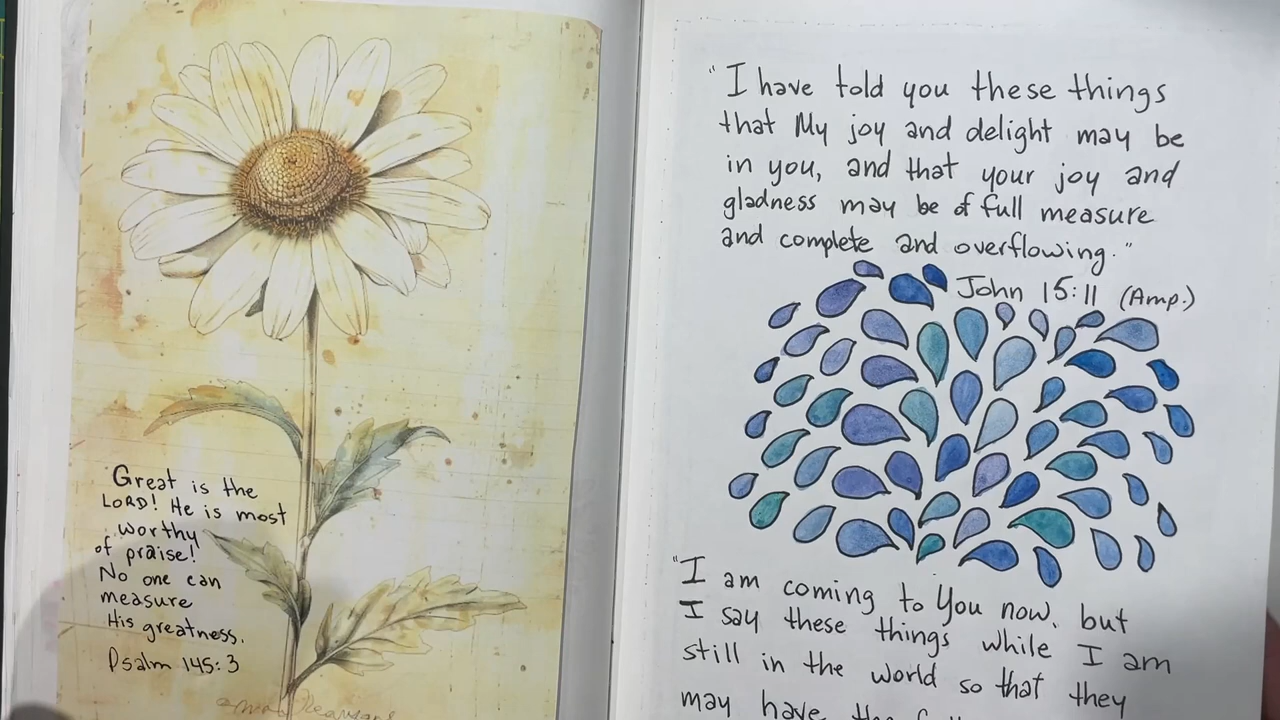 Great is the
LORD! He is most
worthy
of praise!
No one can
measure
His greatness.
Psalm 145:3
"I have told you these things
that My joy and delight may be
in you, and that your joy and
gladness may be of full measure
and complete and overflowing."
John 15:11 (Amp.)
"I am coming to You now, but
I say these things while I am
still in the world so that they
may have the